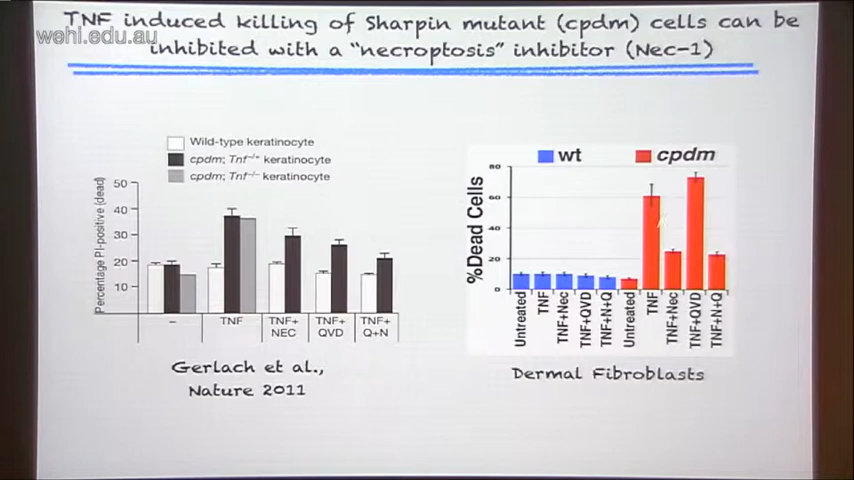 TNF induced killing of Sharpin mutant (cpdm) cells can be
wehi.edu.au
inhibited with a "necroptosis" inhibitor (Nec-1)
Wild-type keratinocyte
cpdm; Tnf+/+ keratinocyte
cpdm; Tnf-/- keratinocyte
Percentage PI-positive (dead)
50
40
30
20
10
–
TNF
TNF+
NEC
TNF+
QVD
TNF+
Q+N
Gerlach et al.,
Nature 2011
wt
cpdm
%Dead Cells
80
60
40
20
0
Untreated
TNF
TNF+Nec
TNF+QVD
TNF+N+Q
Untreated
TNF
TNF+Nec
TNF+QVD
TNF+N+Q
Dermal Fibroblasts